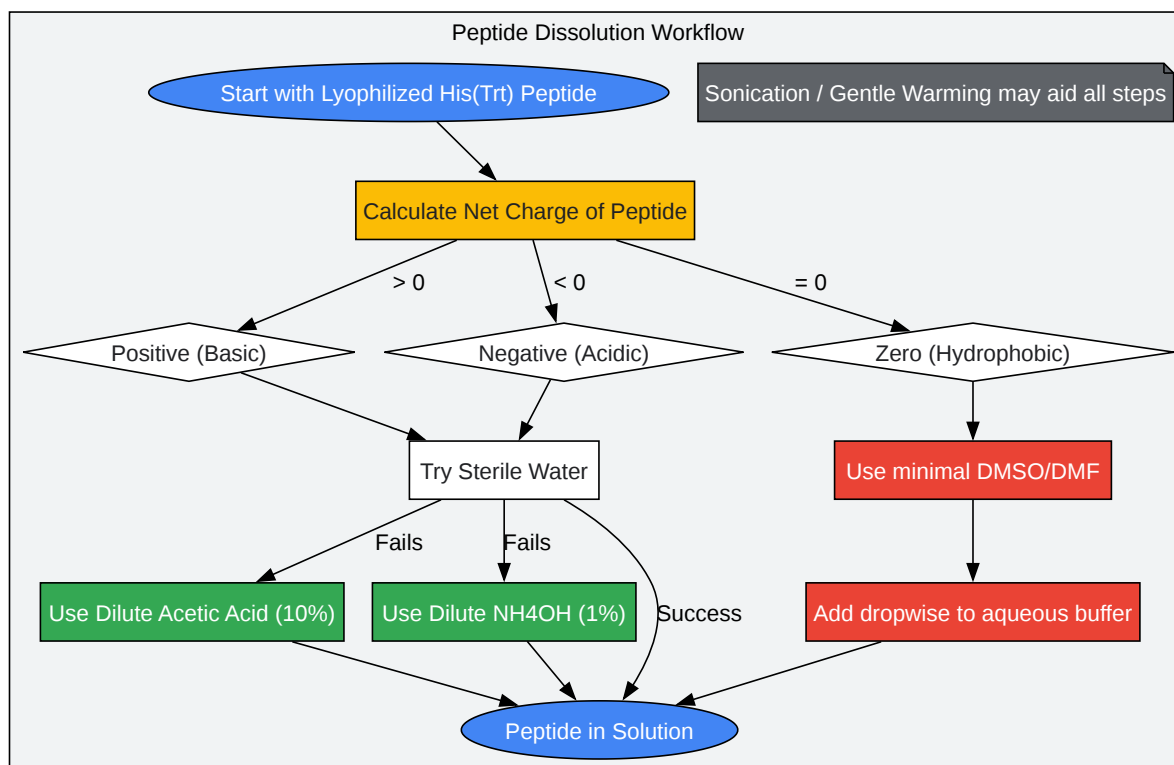 Peptide Dissolution Workflow
Start with Lyophilized His(Trt) Peptide
Sonication / Gentle Warming may aid all steps
Calculate Net Charge of Peptide
> 0
< 0
= 0
Positive (Basic)
Negative (Acidic)
Zero (Hydrophobic)
Try Sterile Water
Use minimal DMSO/DMF
Fails
Fails
Use Dilute Acetic Acid (10%)
Use Dilute NH4OH (1%)
Success
Add dropwise to aqueous buffer
Peptide in Solution